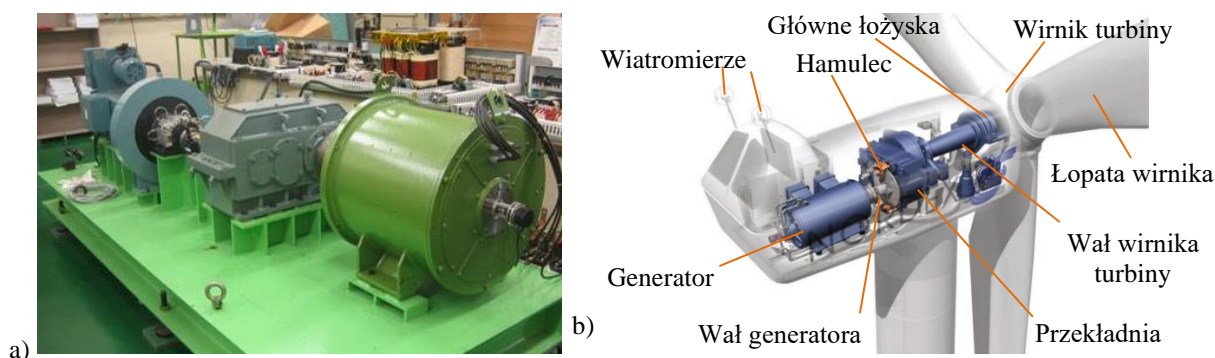 Główne łożyska
Wirnik turbiny
Wiatromierze
Hamulec
Łopata wirnika
Wał wirnika
turbiny
Generator
Wał generatora
Przekładnia
a)
b)